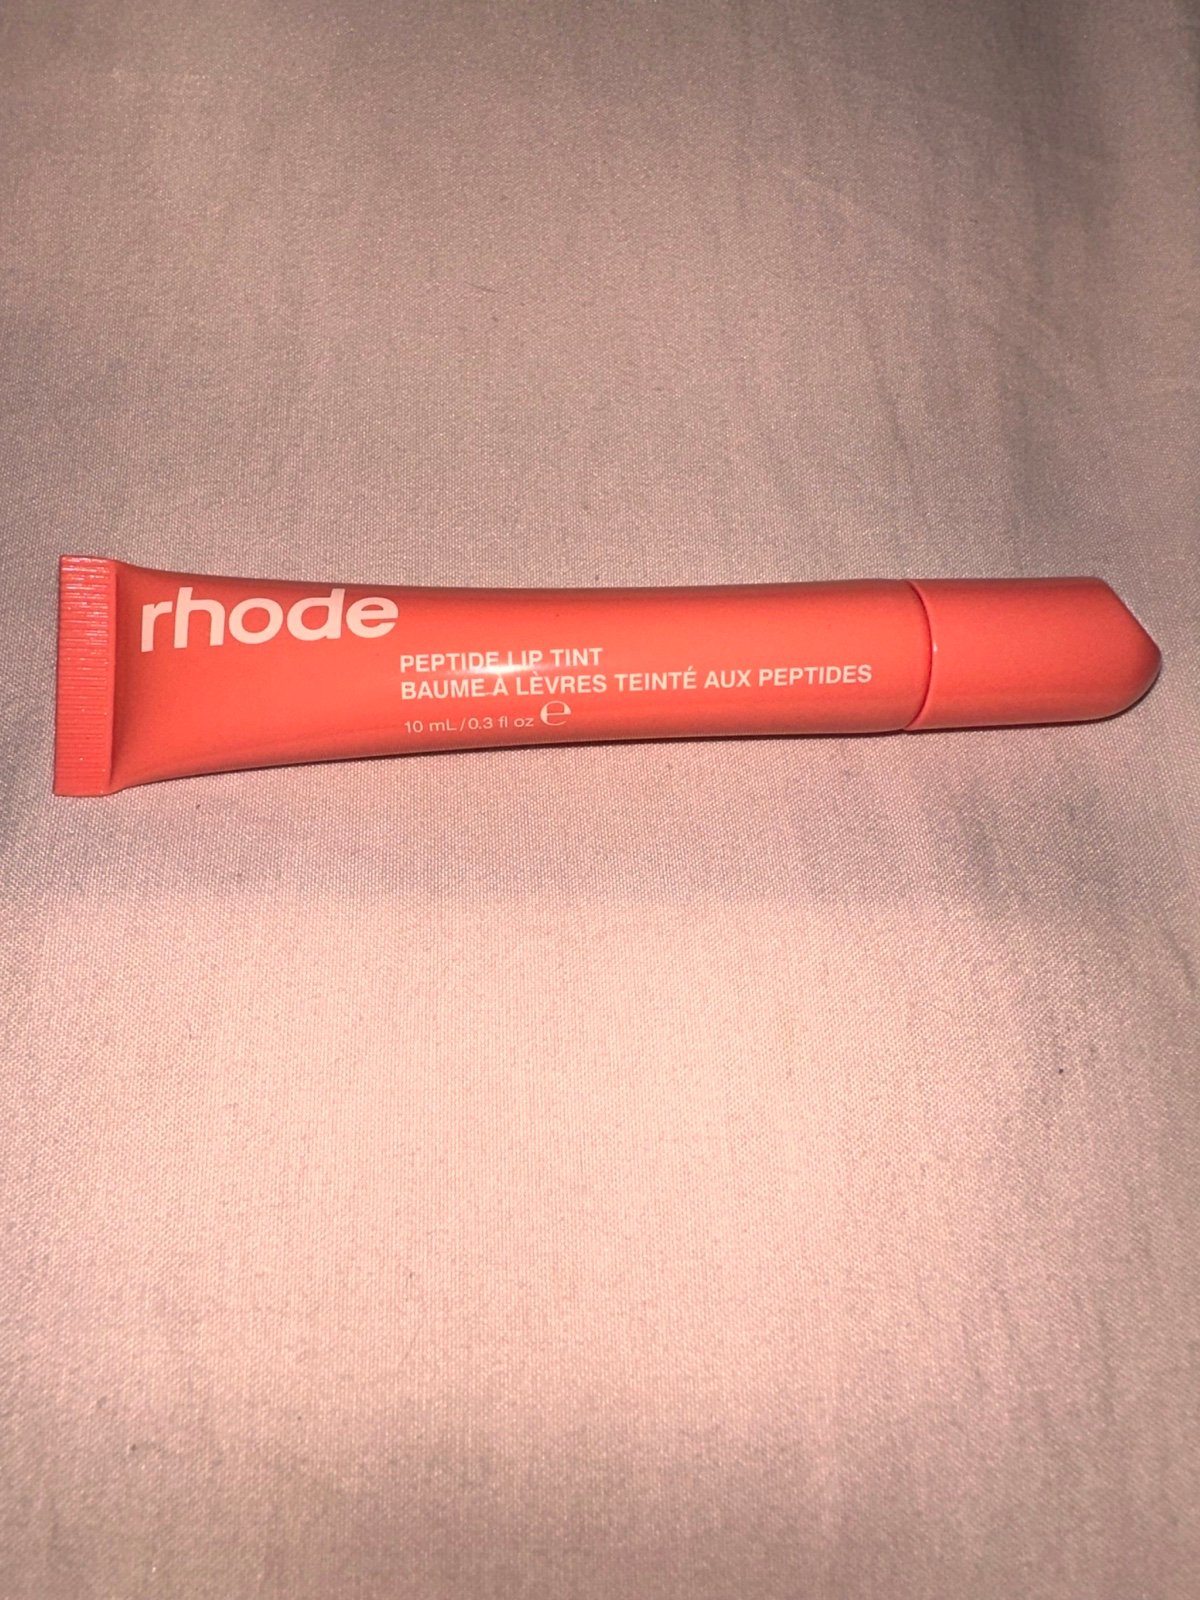 rhode
PEPTIDE LIP TINT
BAUME À LÈVRES TEINTÉ AUX PEPTIDES
10 mL/0.3 fl oz ℮